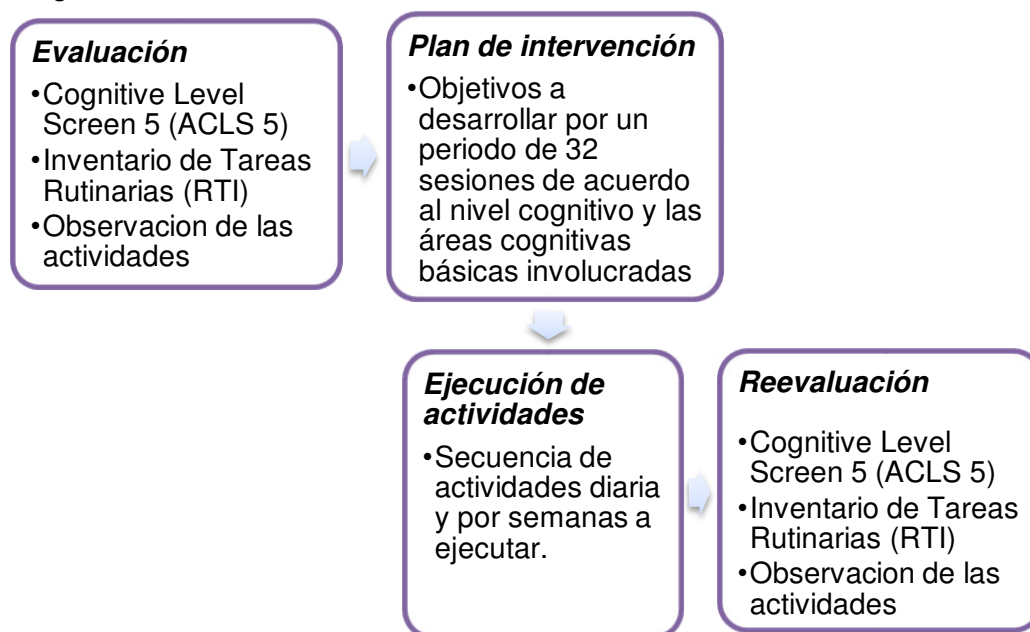 Evaluación
•Cognitive Level
Screen 5 (ACLS 5)
•Inventario de Tareas
Rutinarias (RTI)
•Observacion de las
actividades
Plan de intervención
•Objetivos a
desarrollar por un
periodo de 32
sesiones de acuerdo
al nivel cognitivo y las
áreas cognitivas
básicas involucradas
Ejecución de
actividades
•Secuencia de
actividades diaria
y por semanas a
ejecutar.
Reevaluación
•Cognitive Level
Screen 5 (ACLS 5)
•Inventario de Tareas
Rutinarias (RTI)
•Observacion de las
actividades